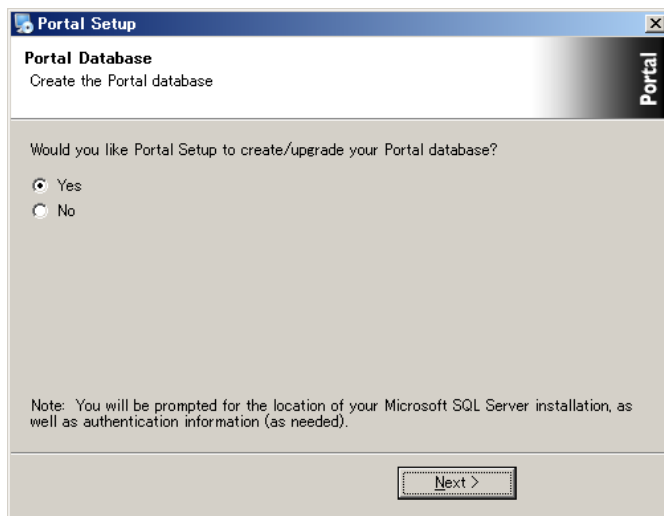 Portal Setup
Portal Database
Create the Portal database
Portal
Would you like Portal Setup to create/upgrade your Portal database?
Yes
No
Note: You will be prompted for the location of your Microsoft SQL Server installation, as
well as authentication information (as needed).
Next >